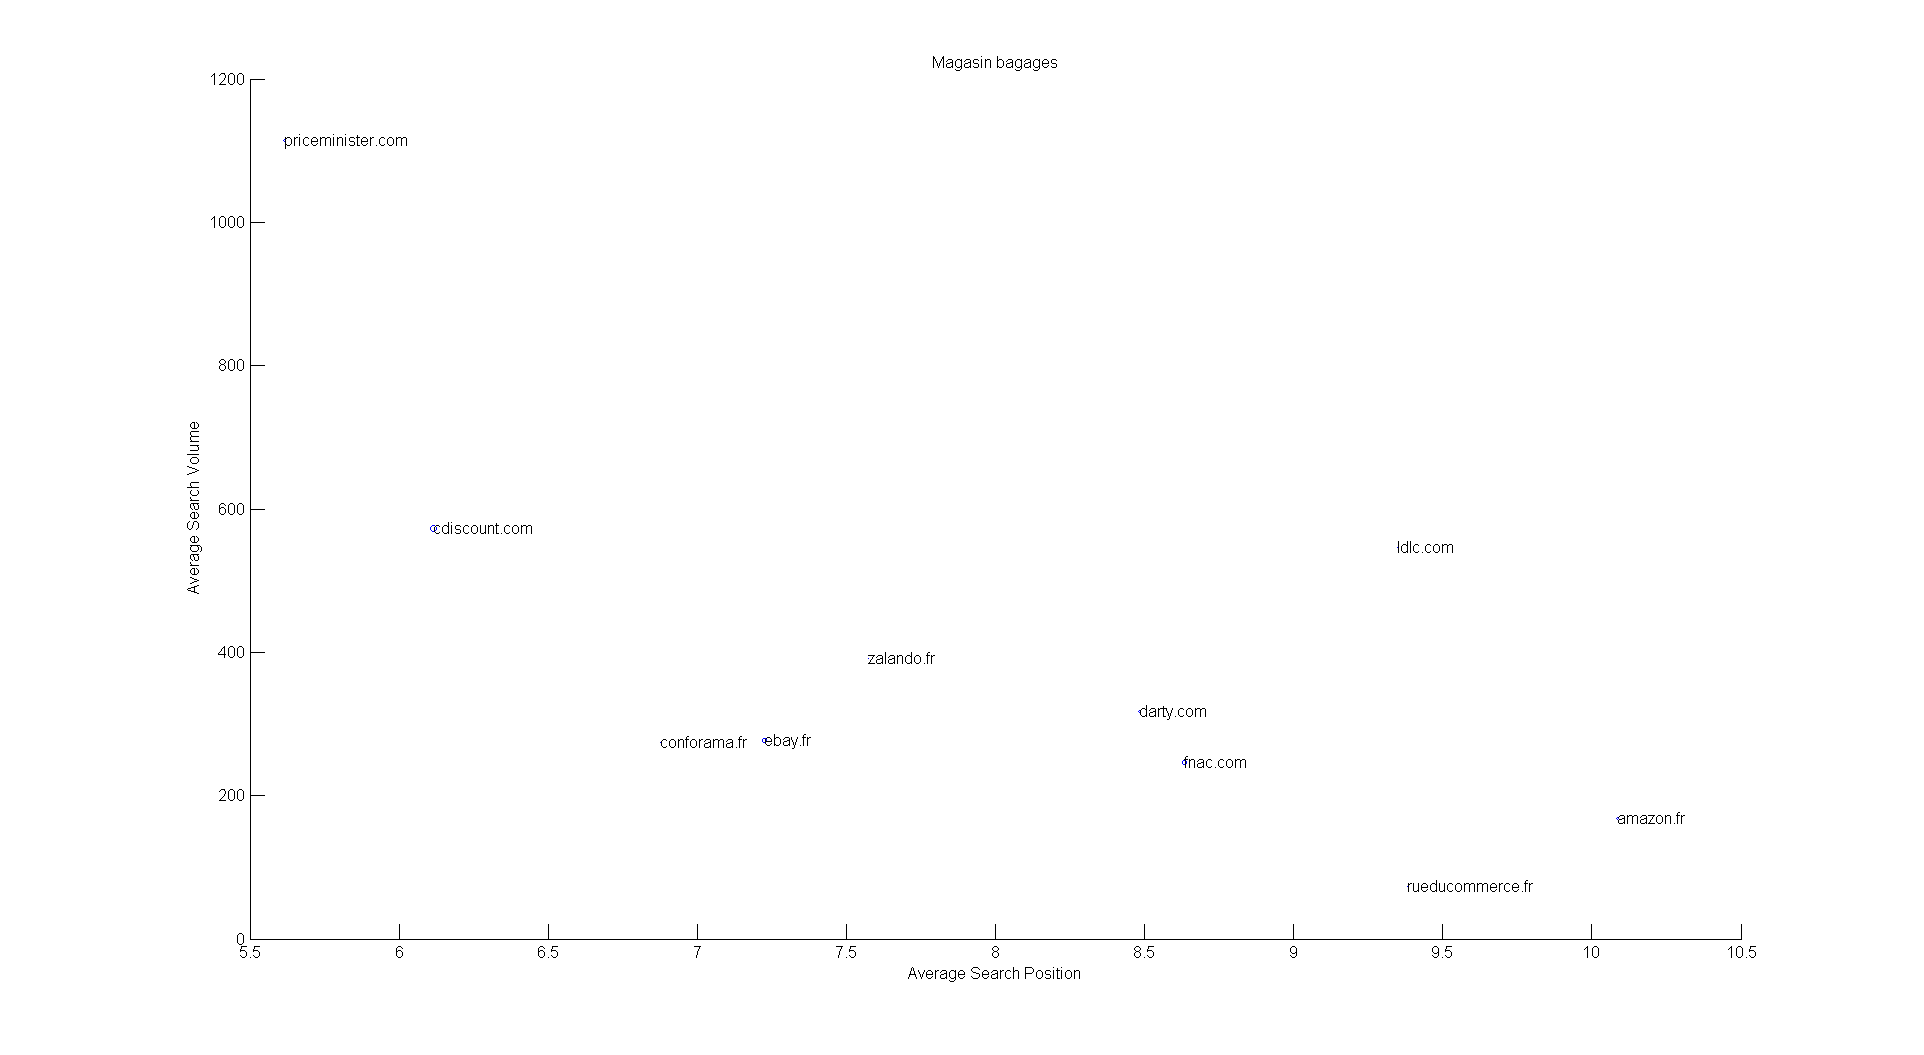 Magasin bagages
1200
priceminister.com
1000
800
Average Search Volume
600
cdiscount.com
ldlc.com
400
zalando.fr
darty.com
conforama.fr
ebay.fr
fnac.com
200
amazon.fr
rueducommerce.fr
0
5.5 6 6.5 7 7.5 8 8.5 9 9.5 10 10.5
Average Search Position